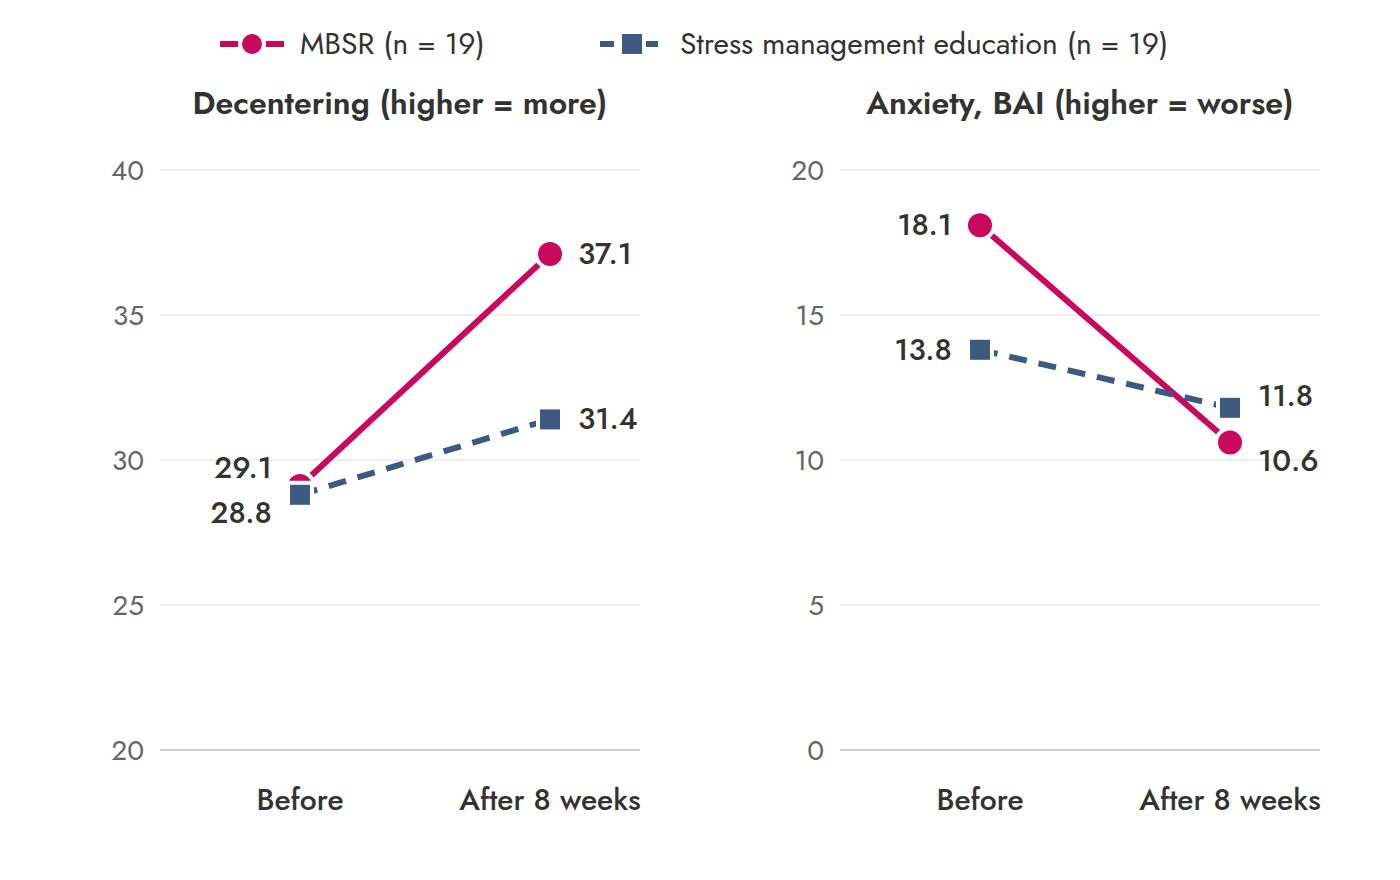 MBSR (n = 19)
Stress management education (n = 19)
Decentering (higher = more)
40
35
30
25
20
29.1
28.8
37.1
31.4
Before
After 8 weeks
Anxiety, BAI (higher = worse)
20
15
10
5
0
18.1
13.8
11.8
10.6
Before
After 8 weeks